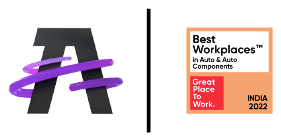 Best
Workplaces™
in Auto & Auto
Components
Great
Place
To
Work.
INDIA
2022